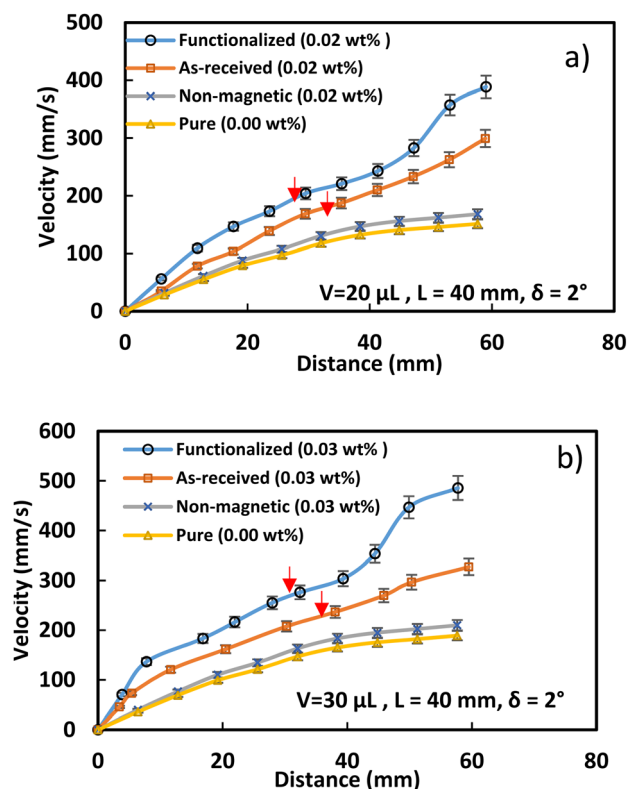 500
400
300
200
100
0
Velocity (mm/s)
Functionalized (0.02 wt% )
As-received (0.02 wt%)
Non-magnetic (0.02 wt%)
Pure (0.00 wt%)
a)
V=20 µL , L = 40 mm, δ = 2°
0 20 40 60 80
Distance (mm)
600
500
400
300
200
100
0
Velocity (mm/s)
Functionalized (0.03 wt% )
As-received (0.03 wt%)
Non-magnetic (0.03 wt%)
Pure (0.00 wt%)
b)
V=30 µL , L = 40 mm, δ = 2°
0 20 40 60 80
Distance (mm)